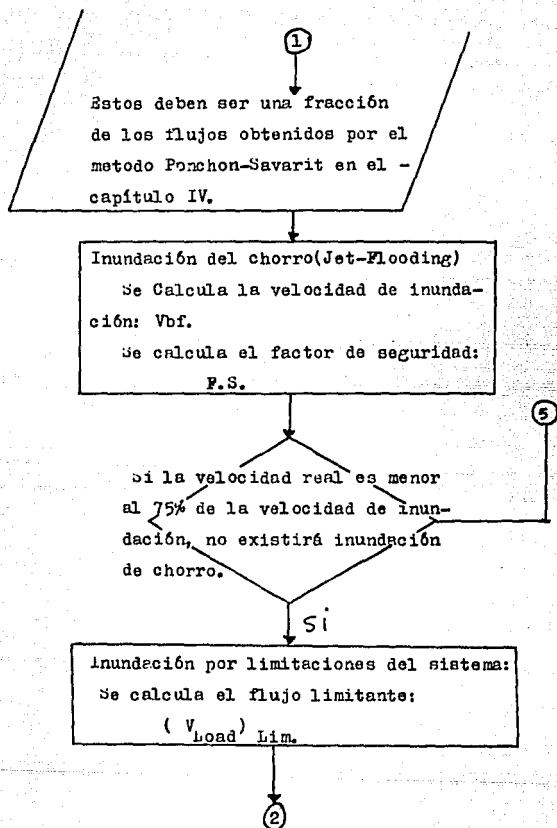 1
Estos deben ser una fracción
de los flujos obtenidos por el
metodo Ponchon-Savarit en el -
capítulo IV.
Inundación del chorro(Jet-Flooding)
Se Calcula la velocidad de inunda-
ción: Vbf.
Se calcula el factor de seguridad:
F.S.
5
Si la velocidad real es menor
al 75% de la velocidad de inun-
dación, no existirá inundación
de chorro.
Si
Inundación por limitaciones del sistema:
Se calcula el flujo limitante:
( V Load) Lim.
2